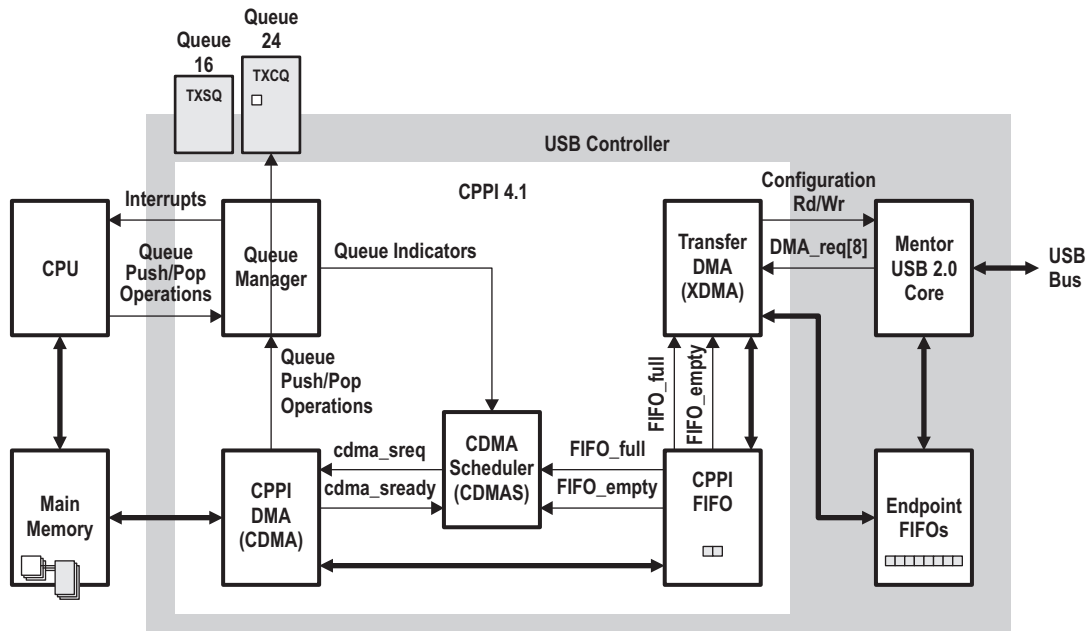 Queue
24
Queue
16
TXCQ
TXSQ
USB Controller
CPPI 4.1
Configuration
Rd/Wr
Interrupts
CPU
Queue
Push/Pop
Operations
Queue
Manager
Queue Indicators
Transfer
DMA
(XDMA)
DMA_req[8]
Mentor
USB 2.0
Core
USB
Bus
Queue
Push/Pop
Operations
FIFO_full
FIFO_empty
Main
Memory
CPPI
DMA
(CDMA)
cdma_sreq
cdma_sready
CDMA
Scheduler
(CDMAS)
FIFO_full
FIFO_empty
CPPI
FIFO
Endpoint
FIFOs